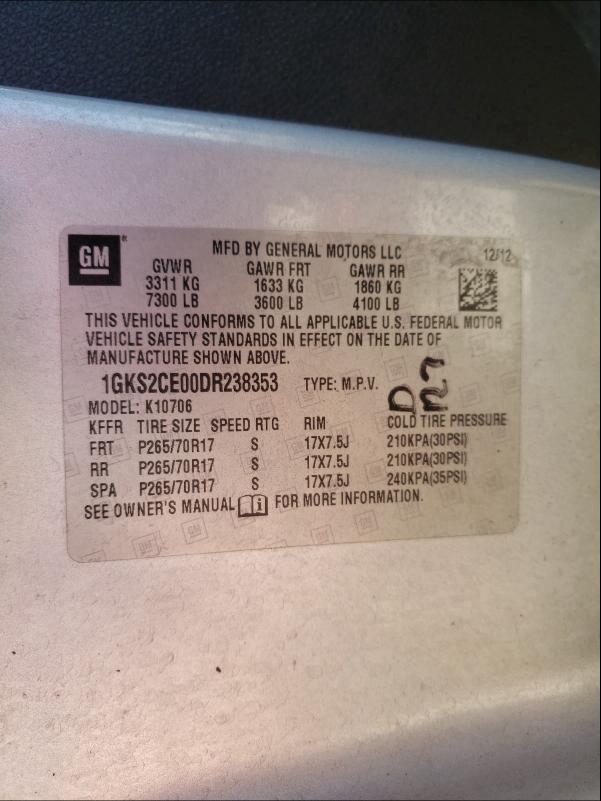 GM
MFD BY GENERAL MOTORS LLC 12/12
GVWR GAWR FRT GAWR RR
3311 KG 1633 KG 1860 KG
7300 LB 3600 LB 4100 LB
THIS VEHICLE CONFORMS TO ALL APPLICABLE U.S. FEDERAL MOTOR
VEHICLE SAFETY STANDARDS IN EFFECT ON THE DATE OF
MANUFACTURE SHOWN ABOVE.
1GKS2CE00DR238353 TYPE: M.P.V.
MODEL: K10706
KFFR TIRE SIZE SPEED RTG RIM COLD TIRE PRESSURE
FRT P265/70R17 S 17X7.5J 210KPA(30PSI)
RR P265/70R17 S 17X7.5J 210KPA(30PSI)
SPA P265/70R17 S 17X7.5J 240KPA(35PSI)
SEE OWNER'S MANUAL FOR MORE INFORMATION.